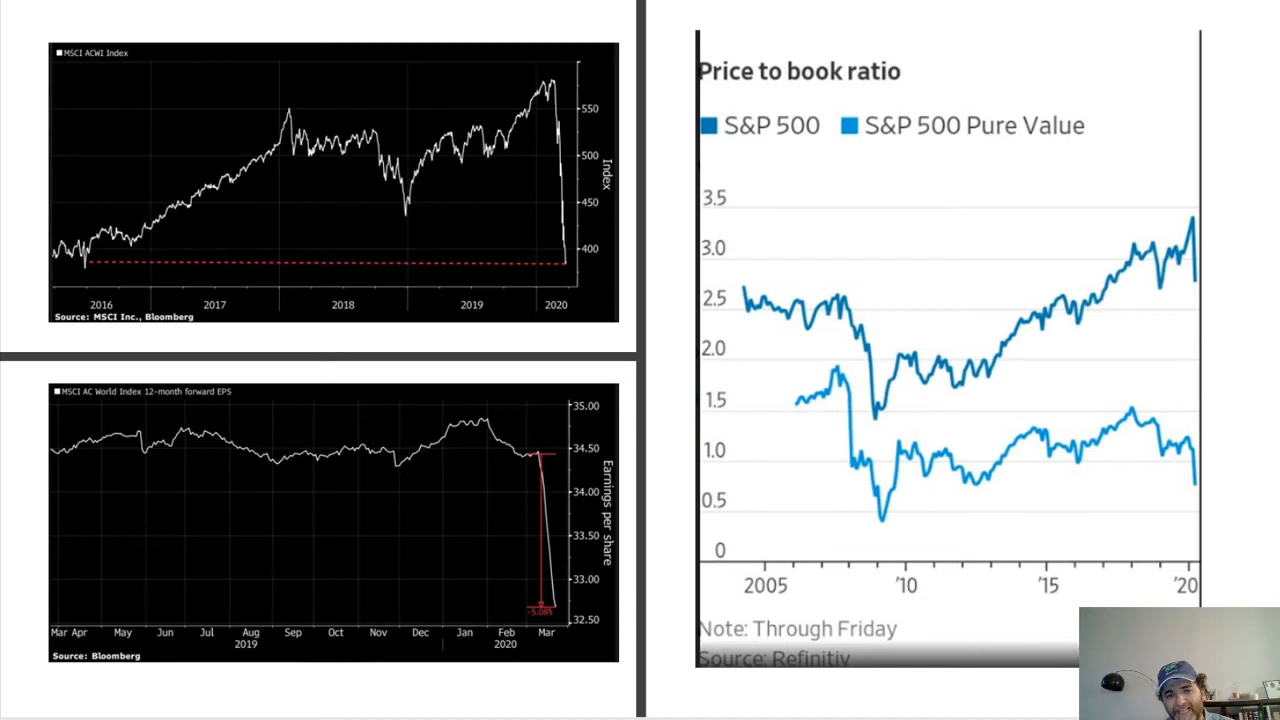 MSCI ACWI Index
550
500
450
400
Index
2016 2017 2018 2019 2020
Source: MSCI Inc., Bloomberg
MSCI AC World Index 12-month forward EPS
35.00
34.50
34.00
33.50
33.00
32.50
Earnings per share
-5.08%
Mar Apr May Jun Jul Aug Sep Oct Nov Dec Jan Feb Mar
2019 2020
Source: Bloomberg
Price to book ratio
S&P 500 S&P 500 Pure Value
3.5
3.0
2.5
2.0
1.5
1.0
0.5
0
2005 '10 '15 '20
Note: Through Friday
Source: Refinitiv